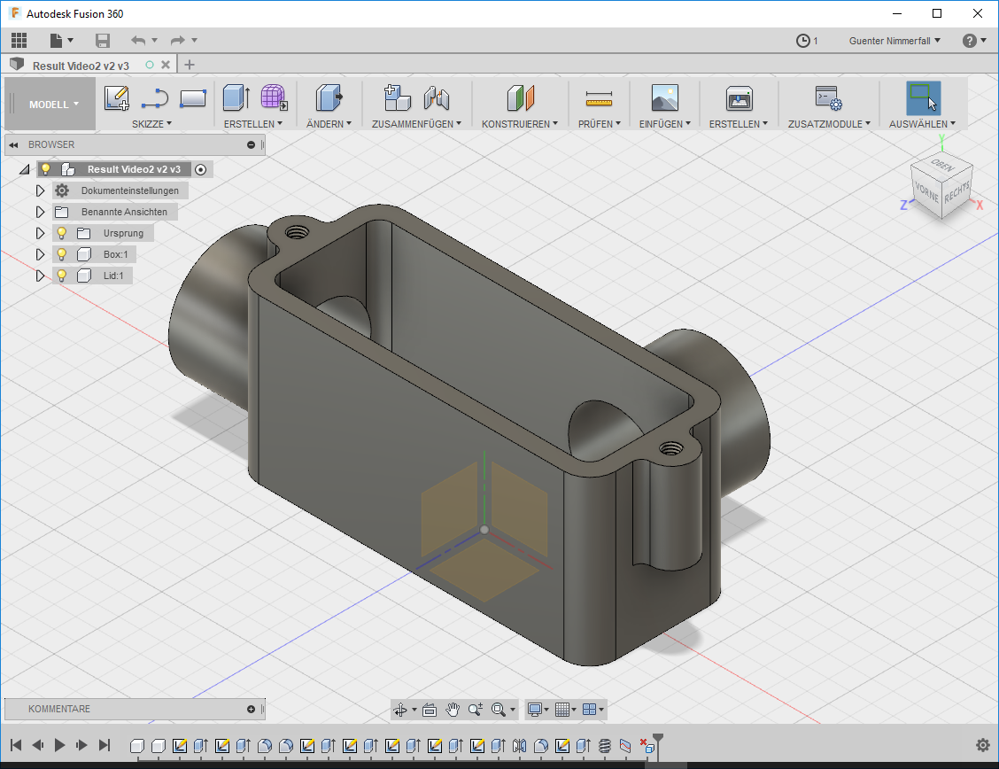 Autodesk Fusion 360
1 Guenter Nimmerfall
Result Video2 v2 v3
MODELL
SKIZZE ERSTELLEN ÄNDERN ZUSAMMENFÜGEN KONSTRUIEREN PRÜFEN EINFÜGEN ERSTELLEN ZUSATZMODULE AUSWÄHLEN
BROWSER
Result Video2 v2 v3
Dokumenteinstellungen
Benannte Ansichten
Ursprung
Box:1
Lid:1
Y
OBEN
VORNE RECHTS
Z X
KOMMENTARE